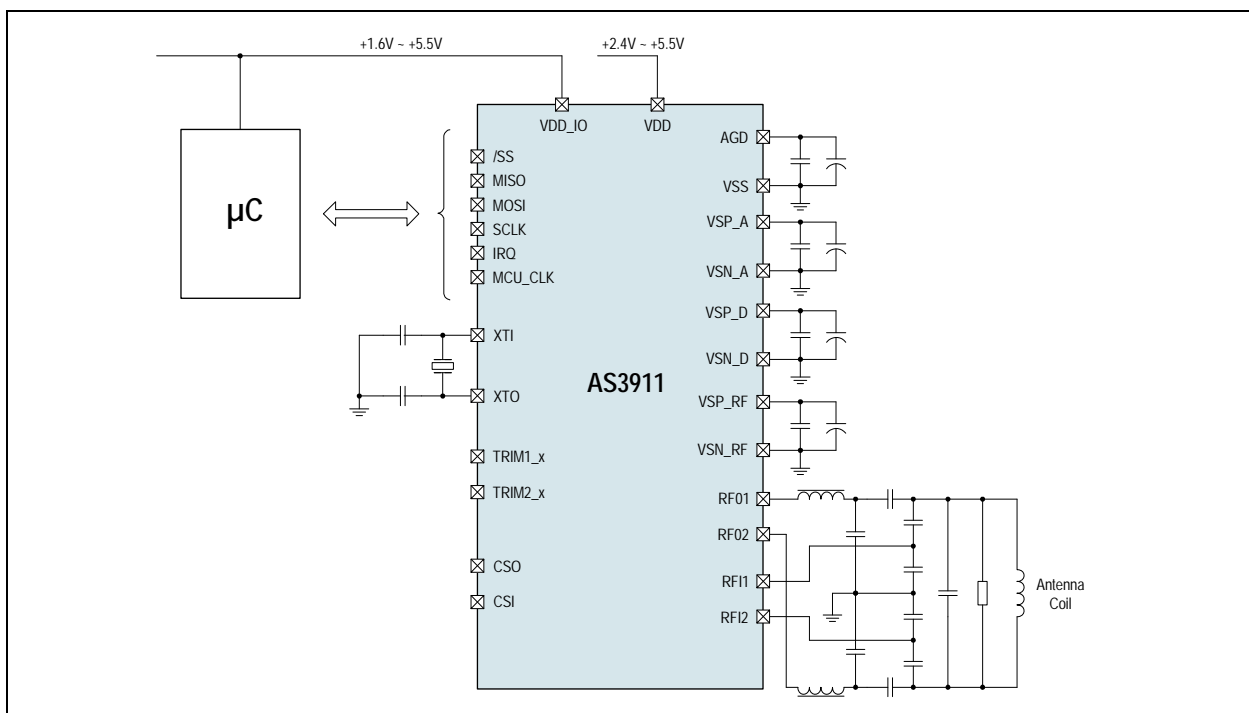 +1.6V ~ +5.5V
+2.4V ~ +5.5V
VDD_IO
VDD
µC
/SS
MISO
MOSI
SCLK
IRQ
MCU_CLK
XTI
XTO
TRIM1_x
TRIM2_x
CSO
CSI
AS3911
AGD
VSS
VSP_A
VSN_A
VSP_D
VSN_D
VSP_RF
VSN_RF
RF01
RF02
RFI1
RFI2
Antenna
Coil